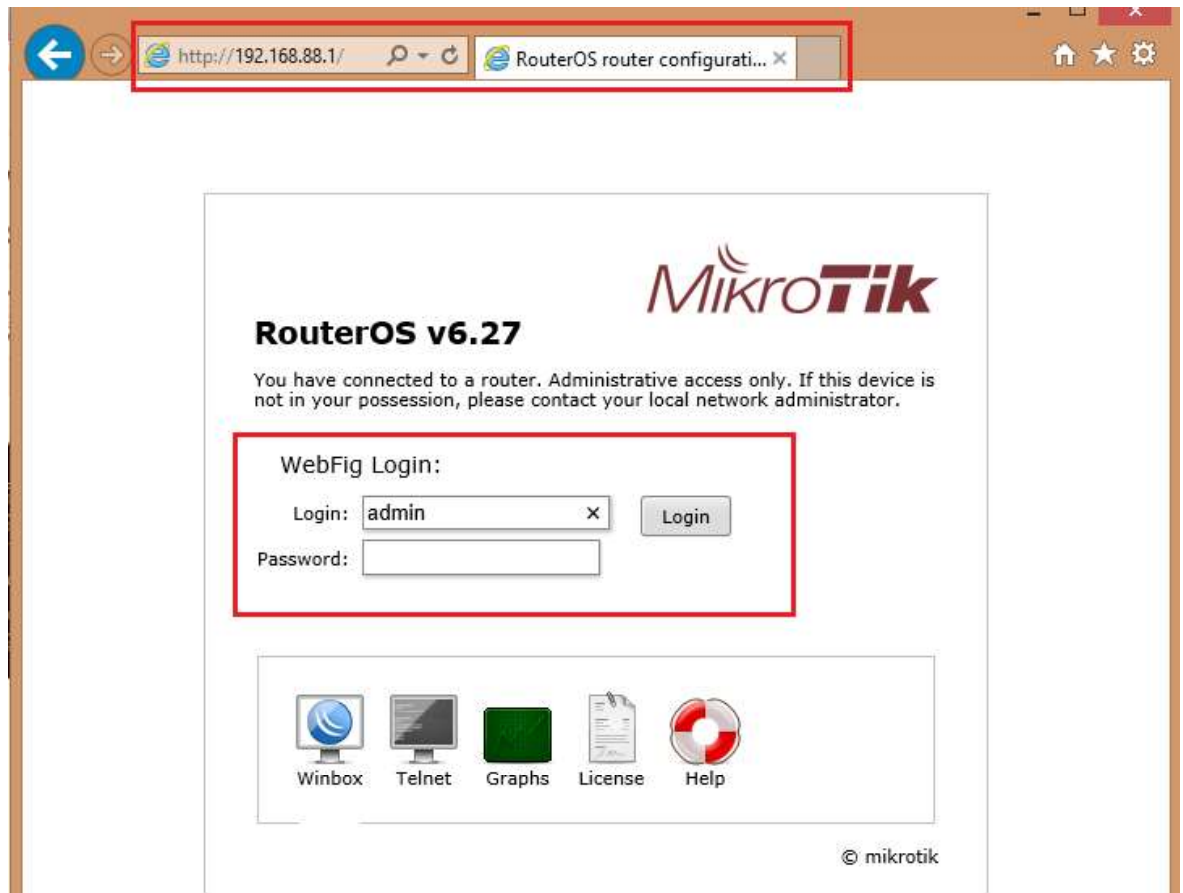 http://192.168.88.1/
RouterOS router configurati...
MikroTik
RouterOS v6.27
You have connected to a router. Administrative access only. If this device is
not in your possession, please contact your local network administrator.
WebFig Login:
Login: admin
Login
Password:
Winbox Telnet Graphs License Help
© mikrotik